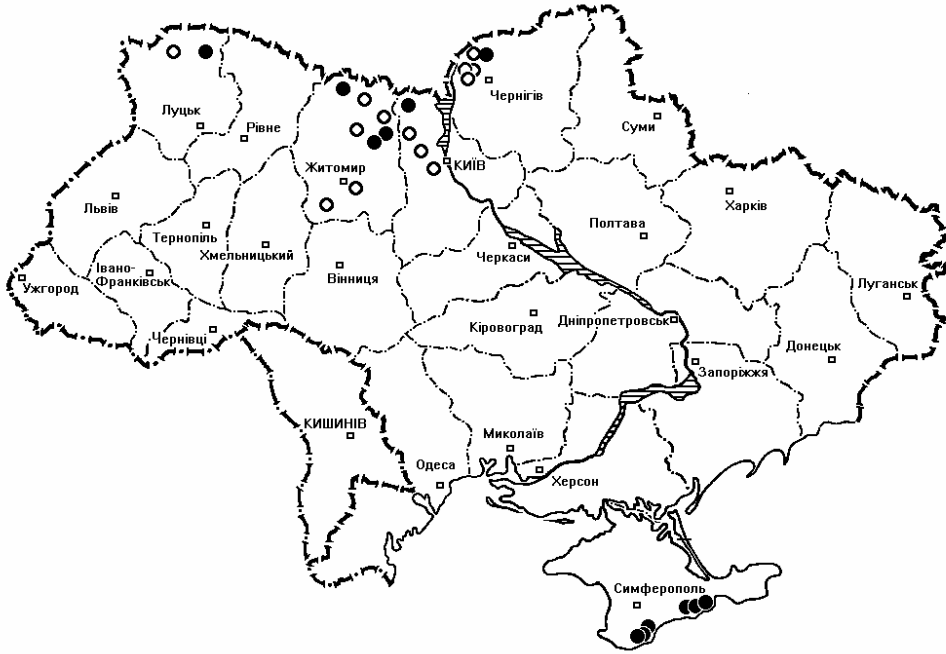 Чернігів
Луцьк
Суми
Рівне
КИЇВ
Житомир
Харків
Львів
Полтава
Тернопіль
Хмельницький
Черкаси
Івано-
Франківськ
Вінниця
Ужгород
Луганськ
Кіровоград
Дніпропетровськ
Чернівці
Донецьк
Запоріжжя
КИШИНІВ
Миколаїв
Одеса
Херсон
Симферополь